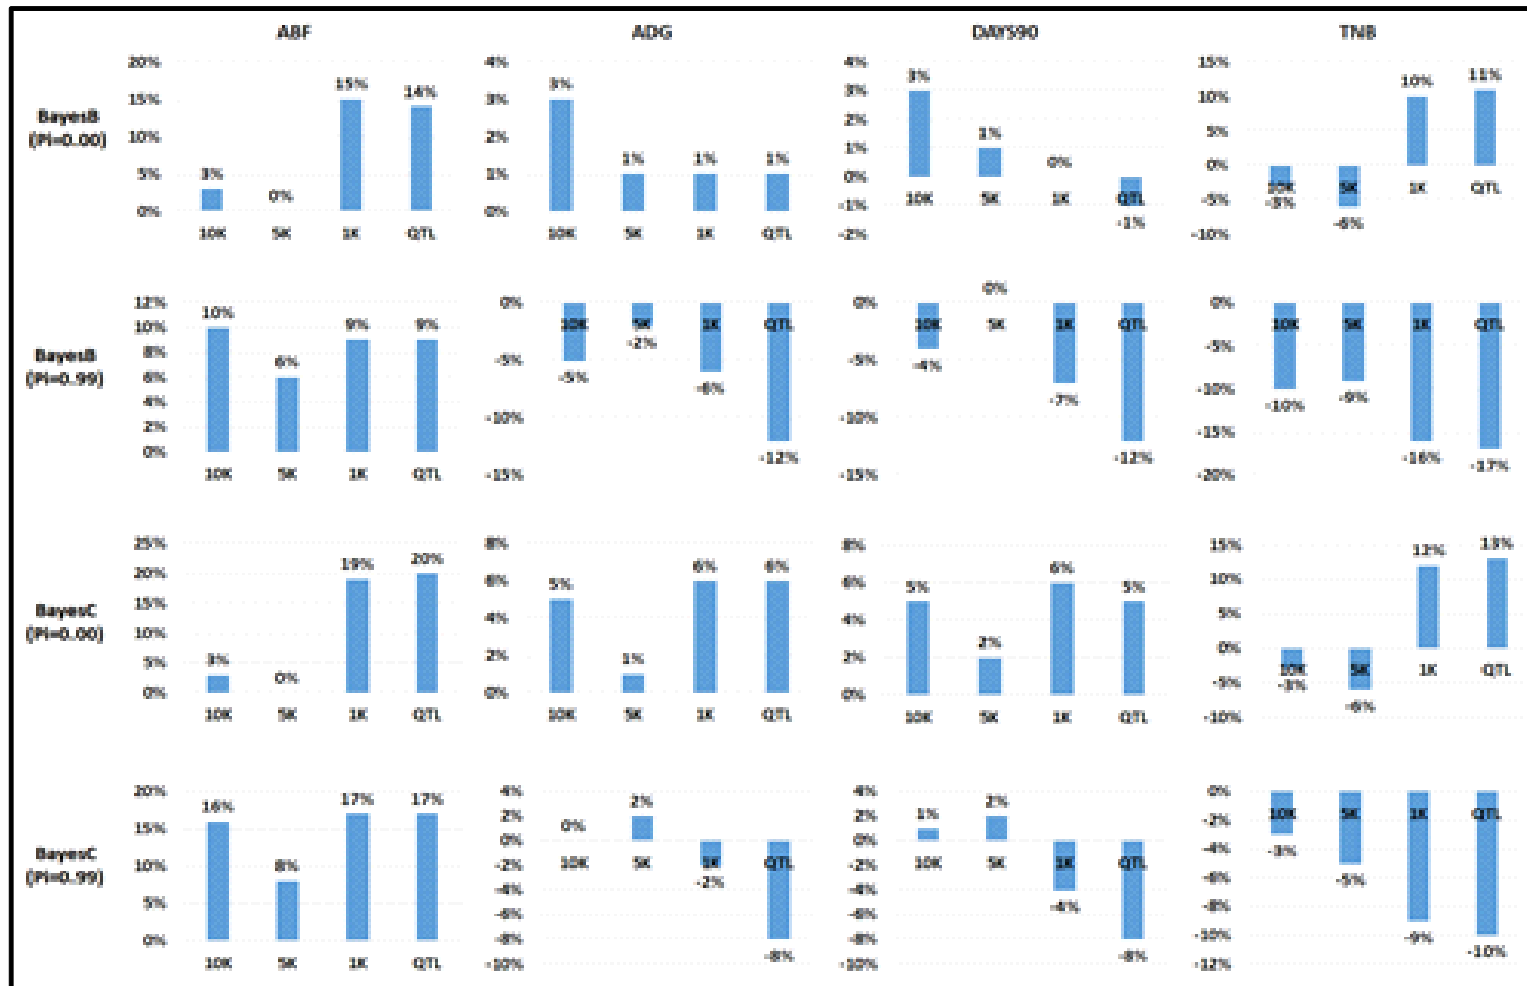 ABF ADG DAYS90 TNB
BayesB
(Pi=0.00)
20%
15%
10%
5%
0%
3% 0% 15% 14%
10K 5K 1K QTL
4%
3%
2%
1%
0%
3% 1% 1% 1%
10K 5K 1K QTL
4%
3%
2%
1%
0%
-1%
-2%
3% 1% 0% -1%
10K 5K 1K QTL
15%
10%
5%
0%
-5%
-10%
-3% -6% 10% 11%
10K 5K 1K QTL
BayesB
(Pi=0.99)
12%
10%
8%
6%
4%
2%
0%
10% 6% 9% 9%
10K 5K 1K QTL
0%
-5%
-10%
-15%
10K 5K 1K QTL
-5% -2% -6% -12%
0%
-5%
-10%
-15%
0%
10K 5K 1K QTL
-4% -7% -12%
0%
-5%
-10%
-15%
-20%
10K 5K 1K QTL
-10% -9% -16% -17%
BayesC
(Pi=0.00)
25%
20%
15%
10%
5%
0%
3% 0% 19% 20%
10K 5K 1K QTL
8%
6%
4%
2%
0%
5% 1% 6% 6%
10K 5K 1K QTL
8%
6%
4%
2%
0%
5% 2% 6% 5%
10K 5K 1K QTL
15%
10%
5%
0%
-5%
-10%
12% 13%
10K 5K 1K QTL
-3% -6%
BayesC
(Pi=0.99)
20%
15%
10%
5%
0%
16% 8% 17% 17%
10K 5K 1K QTL
4%
2%
0%
-2%
-4%
-6%
-8%
-10%
0% 2%
10K 5K 1K QTL
-2% -8%
4%
2%
0%
-2%
-4%
-6%
-8%
-10%
1% 2%
10K 5K 1K QTL
-4% -8%
0%
-2%
-4%
-6%
-8%
-10%
-12%
10K 5K 1K QTL
-3% -5% -9% -10%